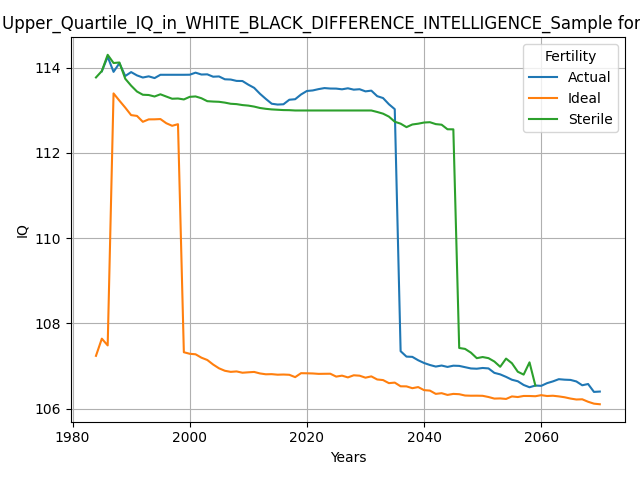 Upper_Quartile_IQ_in_WHITE_BLACK_DIFFERENCE_INTELLIGENCE_Sample for
Fertility
Actual
Ideal
Sterile
IQ
114
112
110
108
106
1980 2000 2020 2040 2060
Years